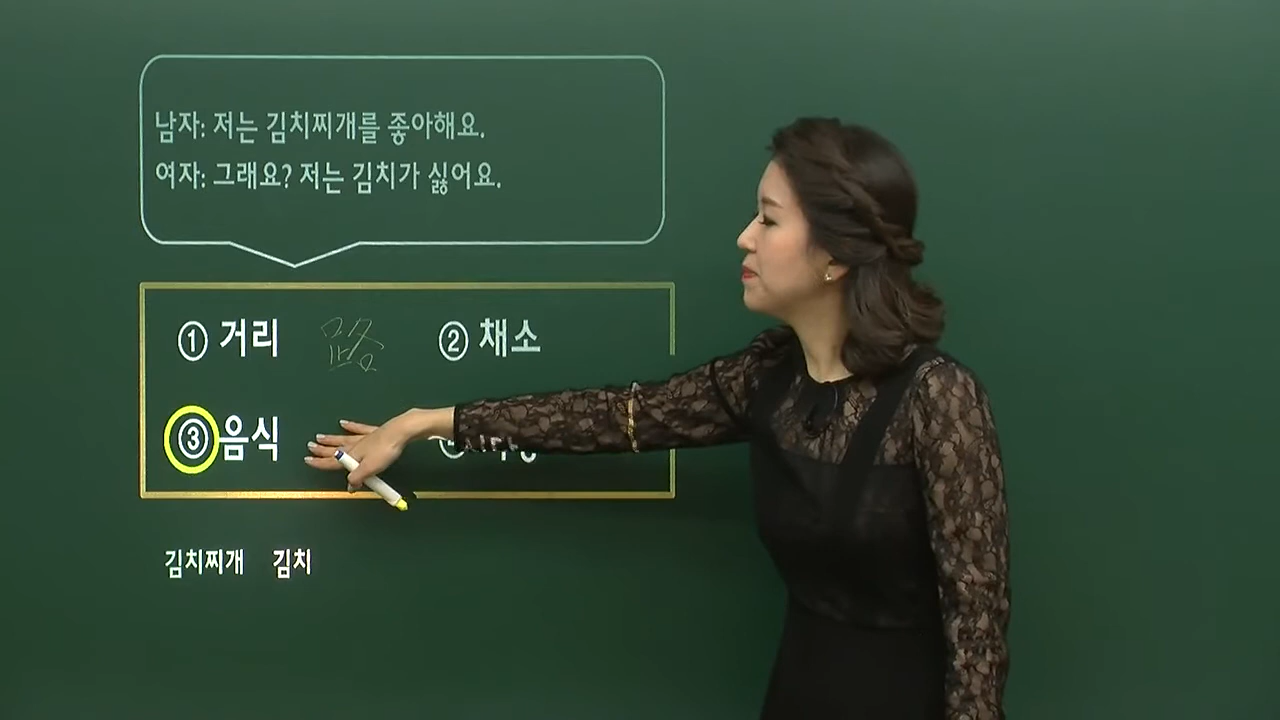 남자: 저는 김치찌개를 좋아해요.
여자: 그래요? 저는 김치가 싫어요.
① 거리 ② 채소
③ 음식
김치찌개 김치